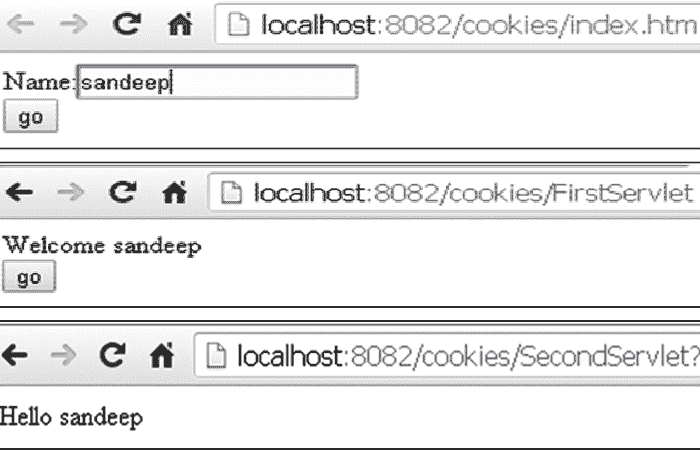 localhost:8082/cookies/index.htm
Name:sandeep
go
localhost:8082/cookies/FirstServlet
Welcome sandeep
go
localhost:8082/cookies/SecondServlet?
Hello sandeep